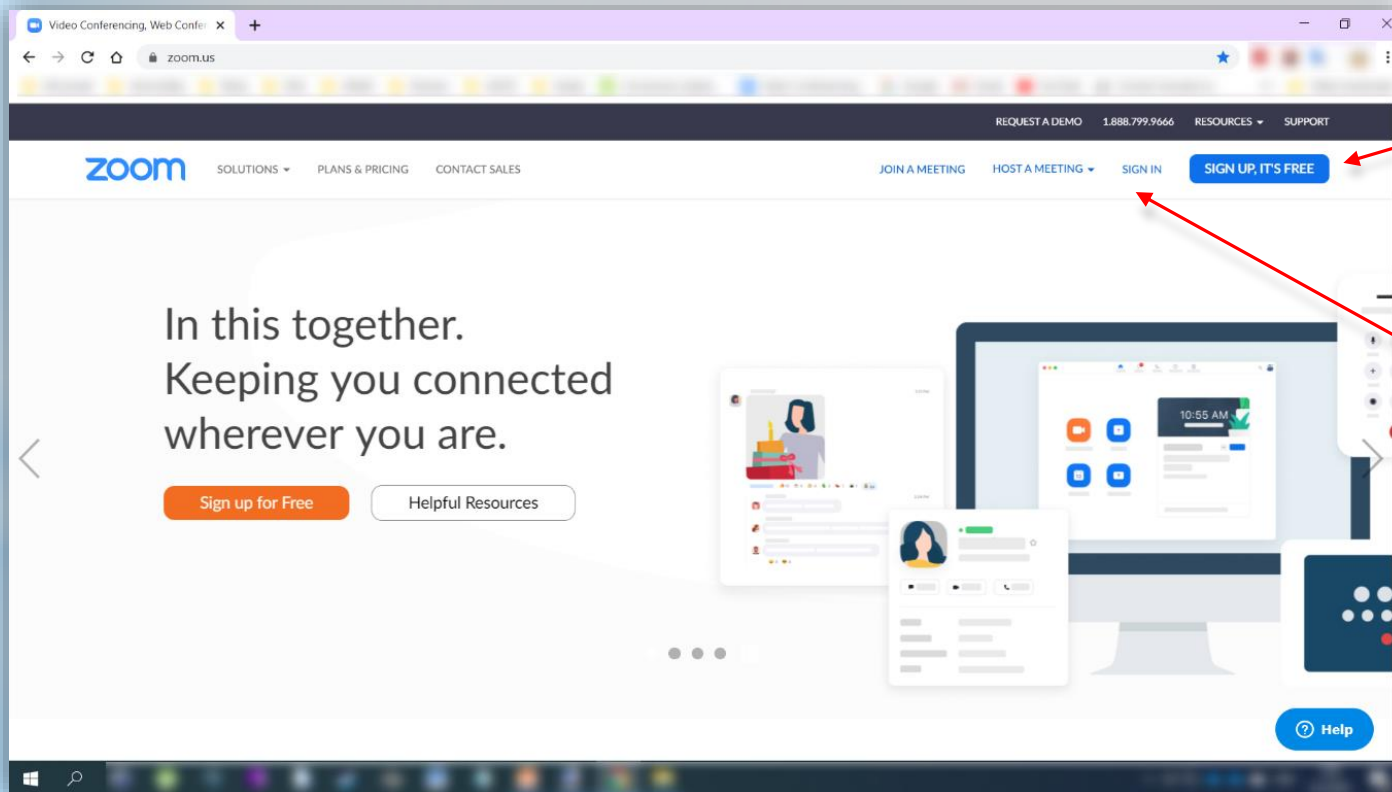 Video Conferencing, Web Confer
zoom.us
REQUEST A DEMO 1.888.799.9666 RESOURCES SUPPORT
zoom SOLUTIONS PLANS & PRICING CONTACT SALES JOIN A MEETING HOST A MEETING SIGN IN SIGN UP, IT'S FREE
In this together.
Keeping you connected
wherever you are.
Sign up for Free Helpful Resources
10:55 AM
Help